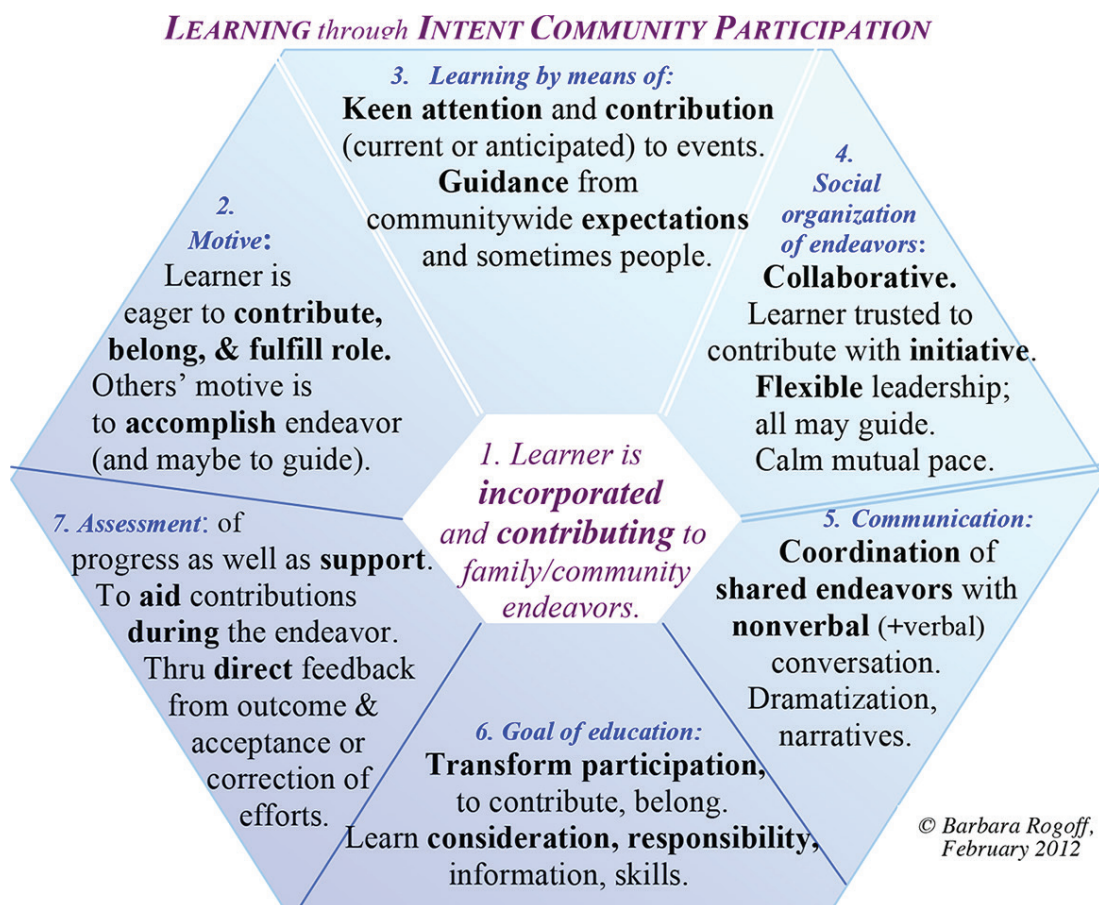 LEARNING through INTENT COMMUNITY PARTICIPATION
1. Learner is
incorporated
and contributing to
family/community
endeavors.
2.
Motive:
Learner is
eager to contribute,
belong, & fulfill role.
Others' motive is
to accomplish endeavor
(and maybe to guide).
3. Learning by means of:
Keen attention and contribution
(current or anticipated) to events.
Guidance from
communitywide expectations
and sometimes people.
4.
Social
organization
of endeavors:
Collaborative.
Learner trusted to
contribute with initiative.
Flexible leadership;
all may guide.
Calm mutual pace.
5. Communication:
Coordination of
shared endeavors with
nonverbal (+verbal)
conversation.
Dramatization,
narratives.
6. Goal of education:
Transform participation,
to contribute, belong.
Learn consideration, responsibility,
information, skills.
7. Assessment: of
progress as well as support.
To aid contributions
during the endeavor.
Thru direct feedback
from outcome &
acceptance or
correction of
efforts.
© Barbara Rogoff,
February 2012